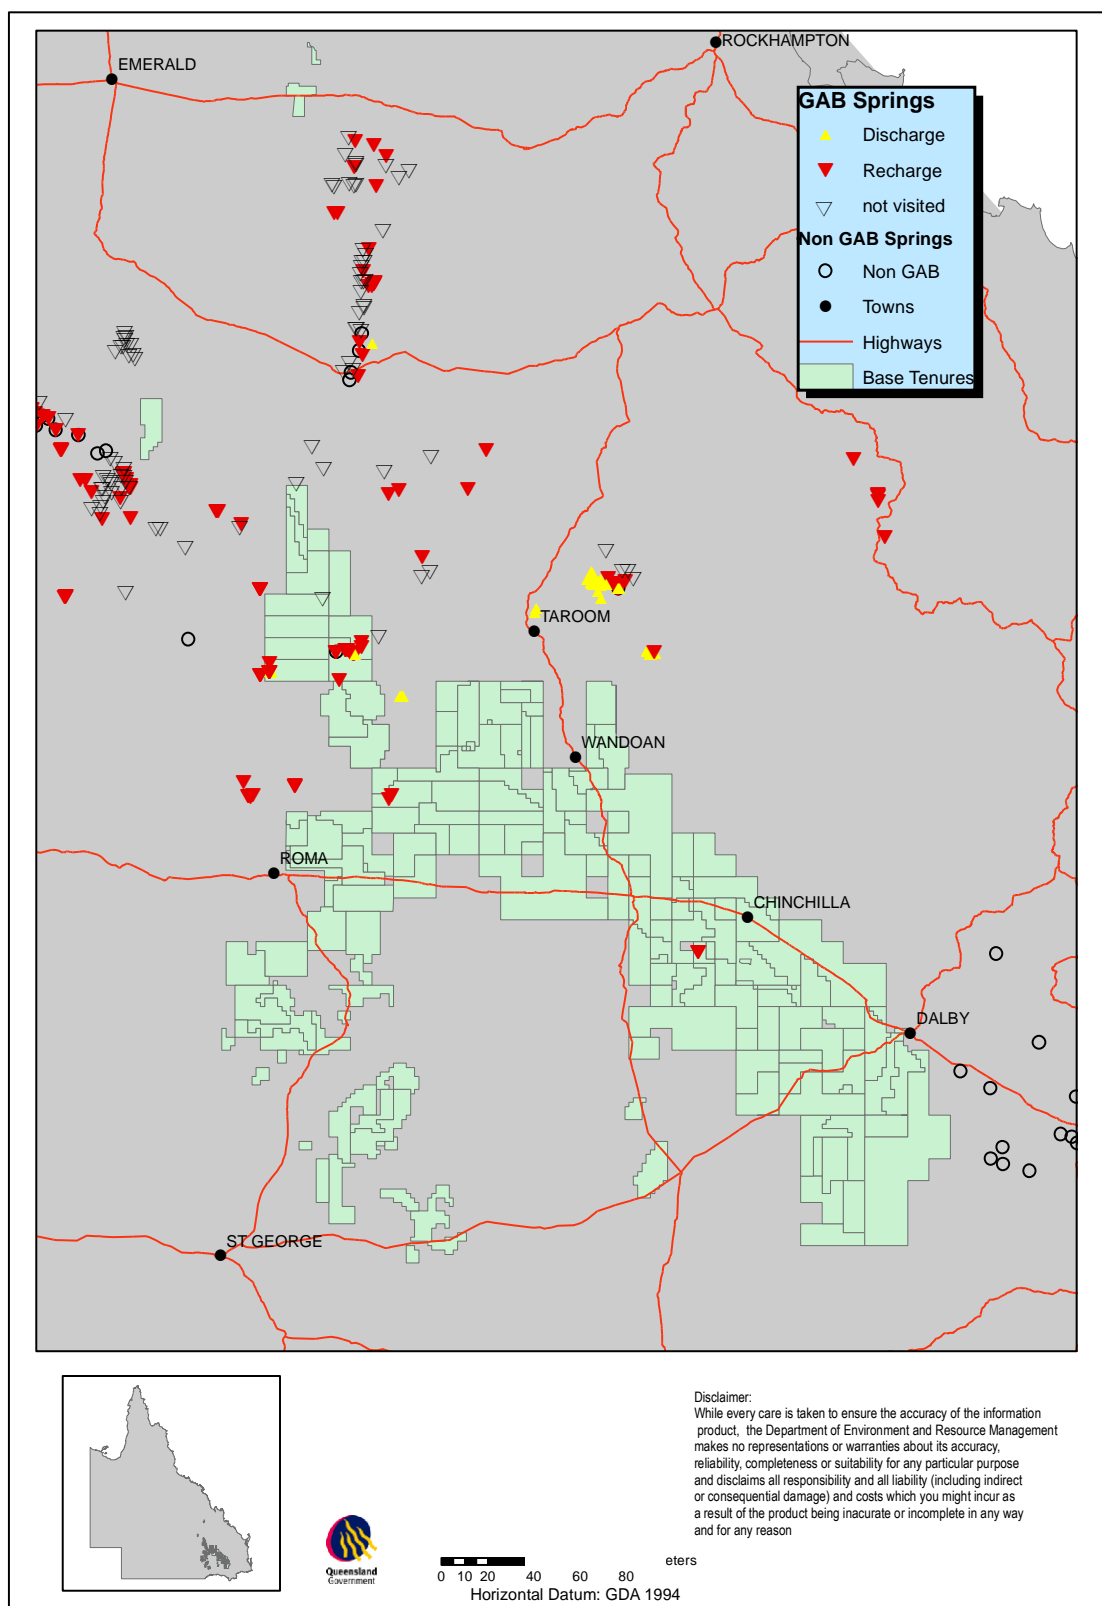 ROCKHAMPTON
EMERALD
GAB Springs
Discharge
Recharge
not visited
Non GAB Springs
Non GAB
Towns
Highways
Base Tenures
TAROOM
WANDOAN
ROMA
CHINCHILLA
DALBY
ST GEORGE
Disclaimer:
While every care is taken to ensure the accuracy of the information
product, the Department of Environment and Resource Management
makes no representations or warranties about its accuracy,
reliability, completeness or suitability for any particular purpose
and disclaims all responsibility and all liability (including indirect
or consequential damage) and costs which you might incur as
a result of the product being inacurate or incomplete in any way
and for any reason
Queensland
Government
eters
0 10 20 40 60 80
Horizontal Datum: GDA 1994